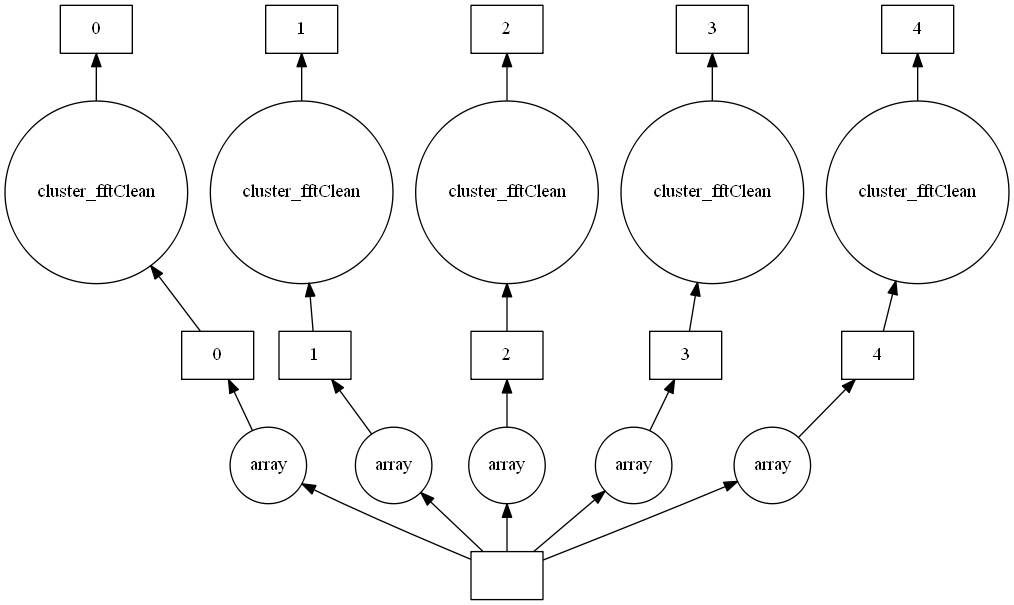 0 1 2 3 4
cluster_fftClean cluster_fftClean cluster_fftClean cluster_fftClean cluster_fftClean
0 1 2 3 4
array array array array array